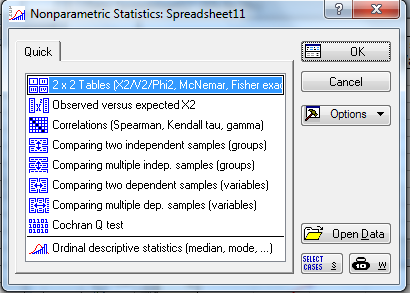 Nonparametric Statistics: Spreadsheet11
Quick
2 x 2 Tables (X2/V2/Phi2, McNemar, Fisher exac
Observed versus expected X2
Correlations (Spearman, Kendall tau, gamma)
Comparing two independent samples (groups)
Comparing multiple indep. samples (groups)
Comparing two dependent samples (variables)
Comparing multiple dep. samples (variables)
Cochran Q test
Ordinal descriptive statistics (median, mode, ...)
OK
Cancel
Options
Open Data
SELECT CASES S
W